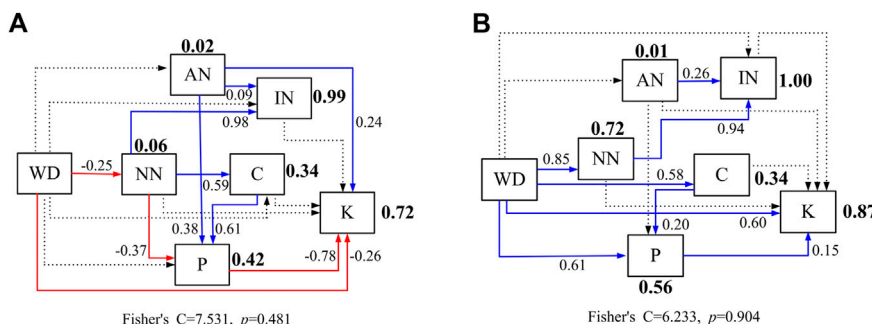 A
0.02
AN
IN
0.99
0.09
0.98
0.24
0.06
WD
-0.25
NN
C
0.34
0.59
K
0.72
0.38
0.61
-0.37
P
0.42
-0.78
-0.26
Fisher's C=7.531, p=0.481
B
0.01
AN
0.26
IN
1.00
0.72
0.94
WD
0.85
NN
0.58
C
0.34
K
0.87
0.20
0.60
0.61
P
0.15
0.56
Fisher's C=6.233, p=0.904